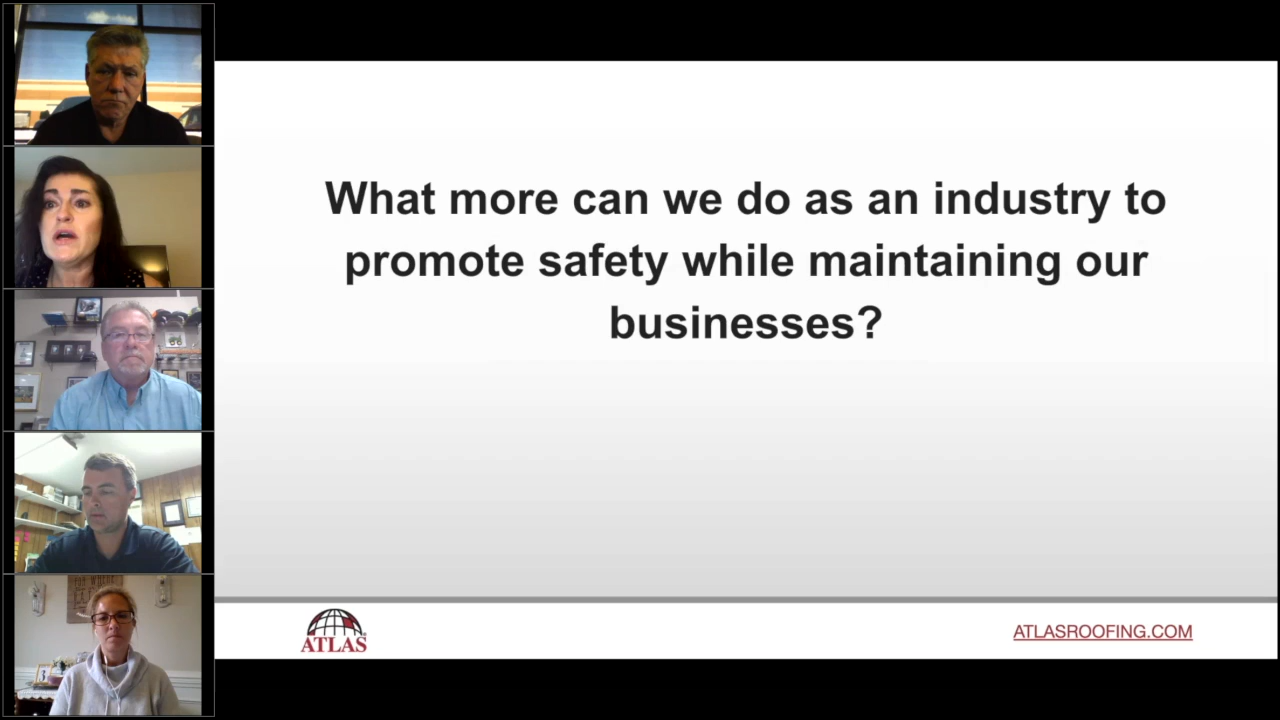 What more can we do as an industry to
promote safety while maintaining our
businesses?
ATLAS
ATLASROOFING.COM